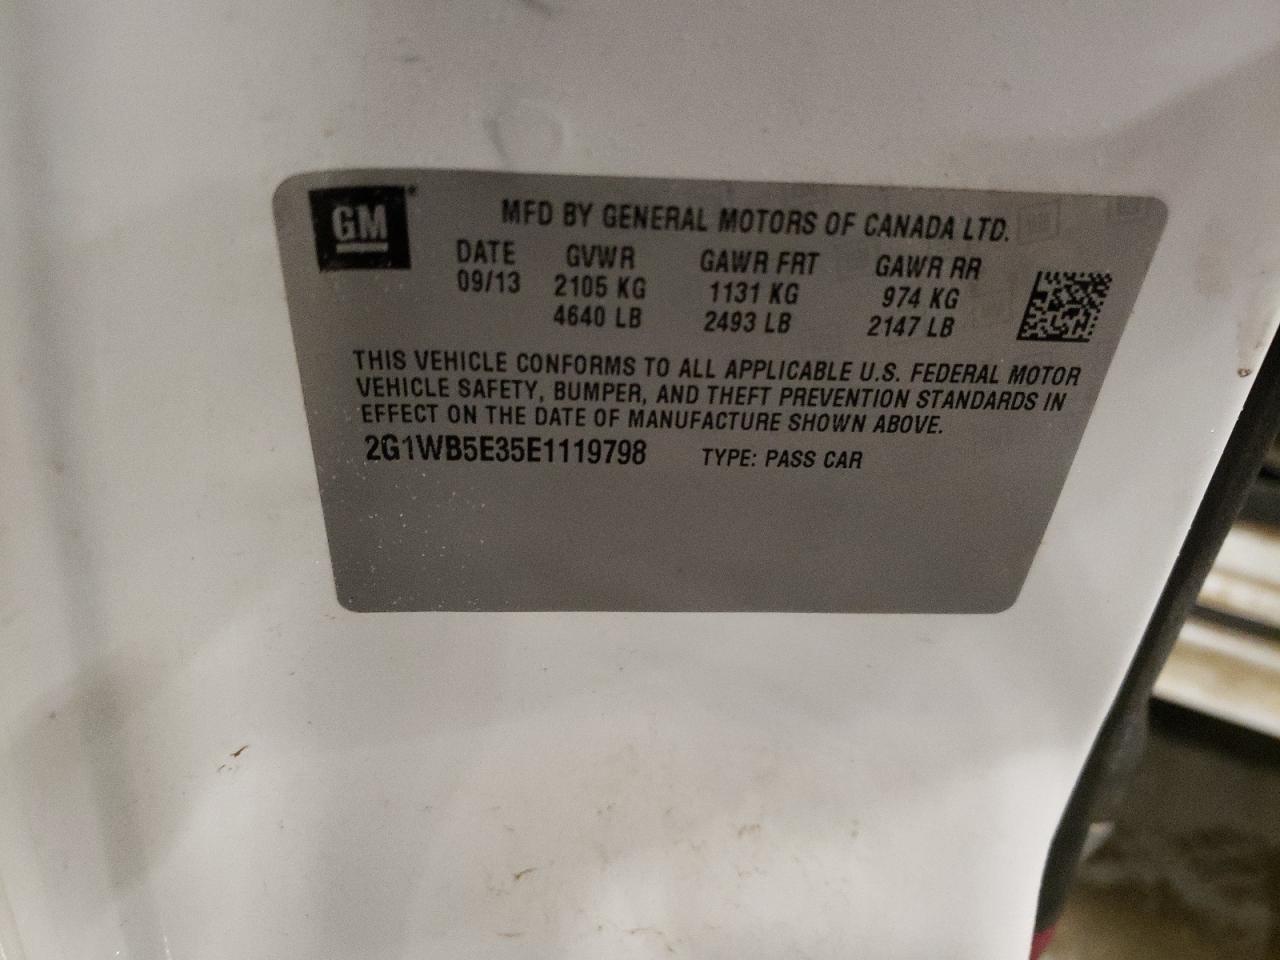 GM
MFD BY GENERAL MOTORS OF CANADA LTD.
DATE GVWR GAWR FRT GAWR RR
09/13 2105 KG 1131 KG 974 KG
4640 LB 2493 LB 2147 LB
THIS VEHICLE CONFORMS TO ALL APPLICABLE U.S. FEDERAL MOTOR
VEHICLE SAFETY, BUMPER, AND THEFT PREVENTION STANDARDS IN
EFFECT ON THE DATE OF MANUFACTURE SHOWN ABOVE.
2G1WB5E35E1119798 TYPE: PASS CAR